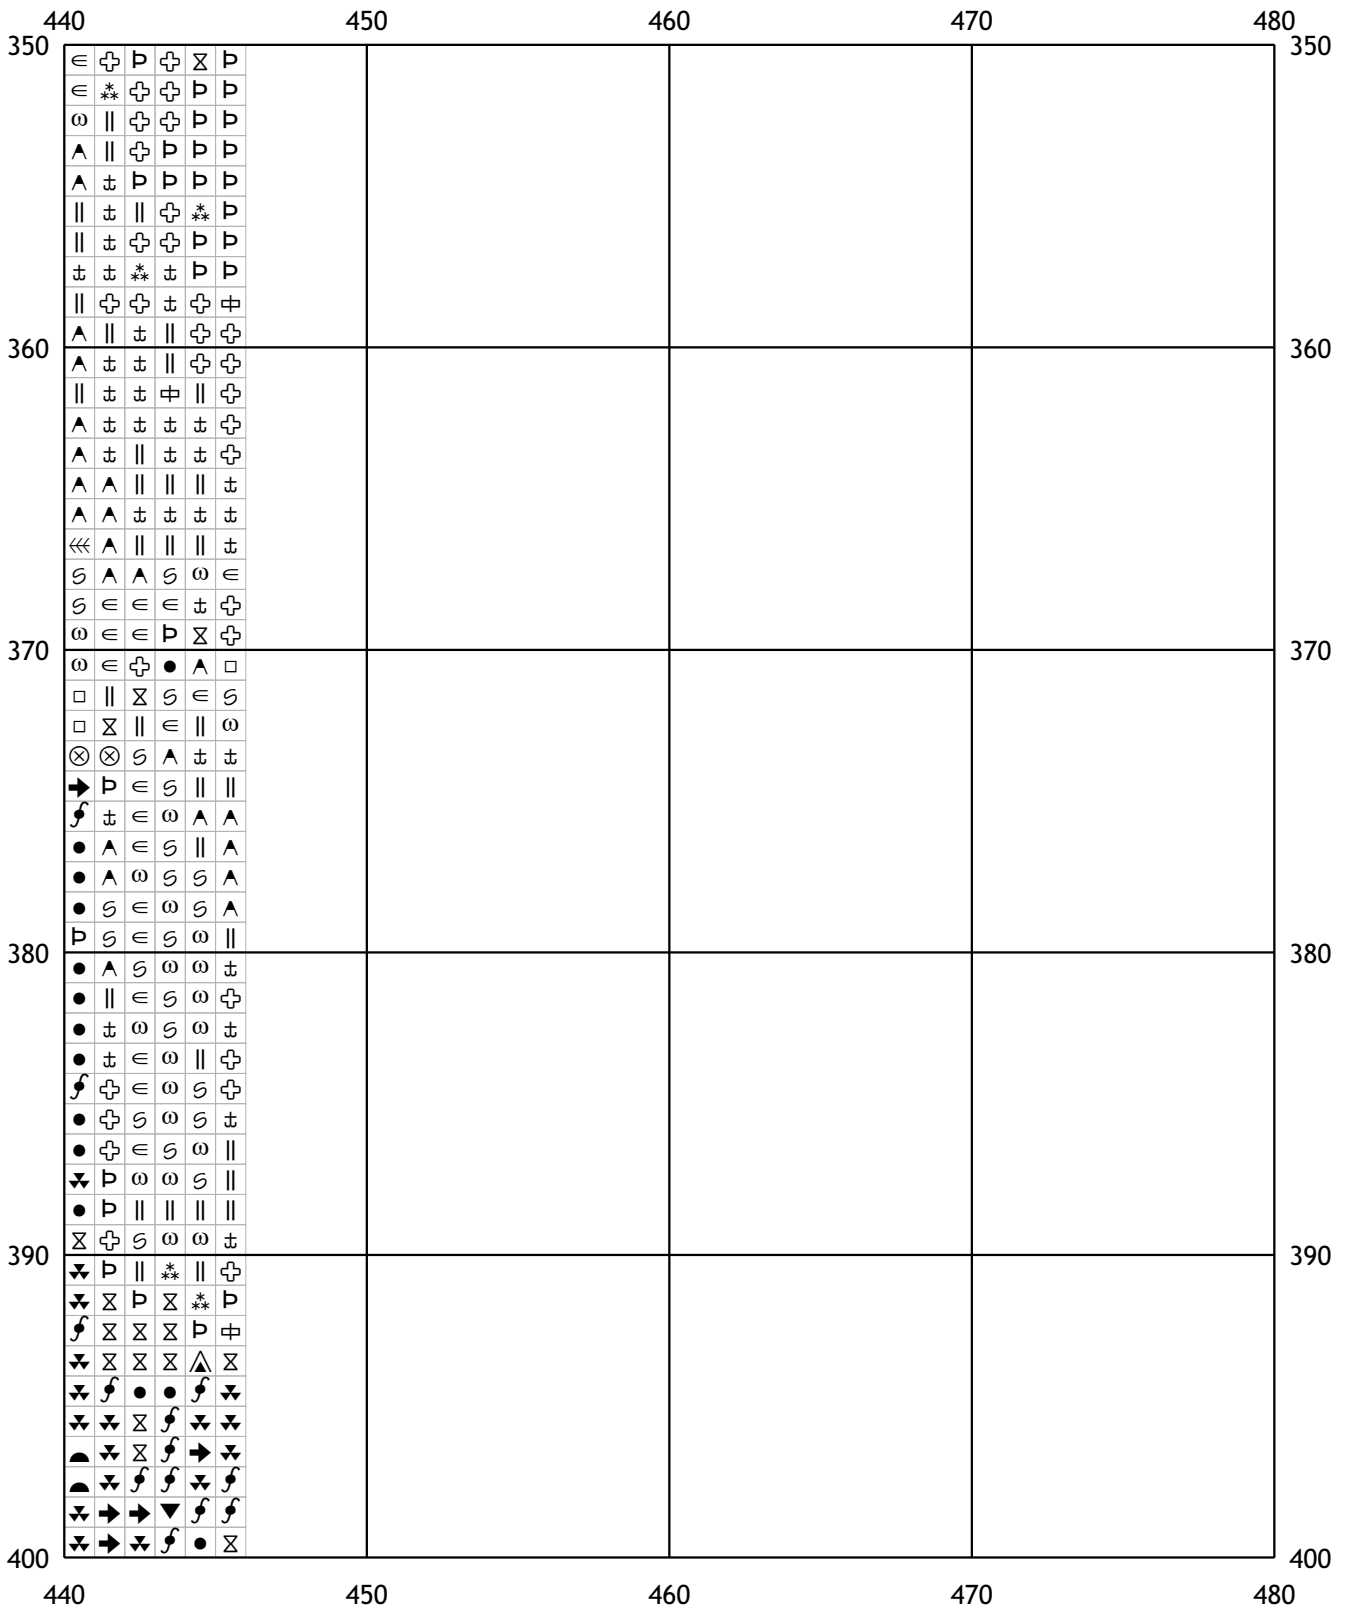 440 450 460 470 480
350 ∈ ✣ Þ ✣ ⧖ Þ 350
∈ ⁂ ✣ ✣ Þ Þ
ω ‖ ✣ ✣ Þ Þ
ʌ ‖ ✣ Þ Þ Þ
ʌ ⚓ Þ Þ Þ Þ
‖ ⚓ ‖ ✣ ⁂ Þ
‖ ⚓ ✣ ✣ Þ Þ
⚓ ⚓ ⁂ ⚓ Þ Þ
‖ ✣ ✣ ⚓ ✣ ⌖
ʌ ‖ ⚓ ‖ ✣ ✣
360 ʌ ⚓ ⚓ ‖ ✣ ✣ 360
‖ ⚓ ⚓ ⌖ ‖ ✣
ʌ ⚓ ⚓ ⚓ ⚓ ✣
ʌ ⚓ ‖ ⚓ ⚓ ✣
ʌ ʌ ‖ ‖ ‖ ⚓
ʌ ʌ ⚓ ⚓ ⚓ ⚓
⋘ ʌ ‖ ‖ ‖ ⚓
S ʌ ʌ S ω ∈
S ∈ ∈ ∈ ⚓ ✣
ω ∈ ∈ Þ ⧖ ✣
370 ω ∈ ✣ ● ʌ □ 370
□ ‖ ⧖ S ∈ S
□ ⧖ ‖ ∈ ‖ ω
⊗ ⊗ S ʌ ⚓ ⚓
➡ Þ ∈ S ‖ ‖
∮ ⚓ ∈ ω ʌ ʌ
● ʌ ∈ S ‖ ʌ
● ʌ ω S S ʌ
● S ∈ ω S ʌ
Þ S ∈ S ω ‖
380 ● ʌ S ω ω ⚓ 380
● ‖ ∈ S ω ✣
● ⚓ ω S ω ⚓
● ⚓ ∈ ω ‖ ✣
∮ ✣ ∈ ω S ✣
● ✣ S ω S ⚓
● ✣ ∈ S ω ‖
☢ Þ ω ω S ‖
● Þ ‖ ‖ ‖ ‖
⧖ ✣ S ω ω ⚓
390 ☢ Þ ‖ ⁂ ‖ ✣ 390
☢ ⧖ Þ ⧖ ⁂ Þ
∮ ⧖ ⧖ ⧖ Þ ⌖
☢ ⧖ ⧖ ⧖ ⟁ ⧖
☢ ∮ ● ● ∮ ☢
☢ ☢ ⧖ ∮ ☢ ☢
◓ ☢ ⧖ ∮ ➡ ☢
◓ ☢ ∮ ∮ ☢ ∮
☢ ➡ ➡ ▼ ∮ ∮
☢ ➡ ☢ ∮ ● ⧖
400 400
440 450 460 470 480